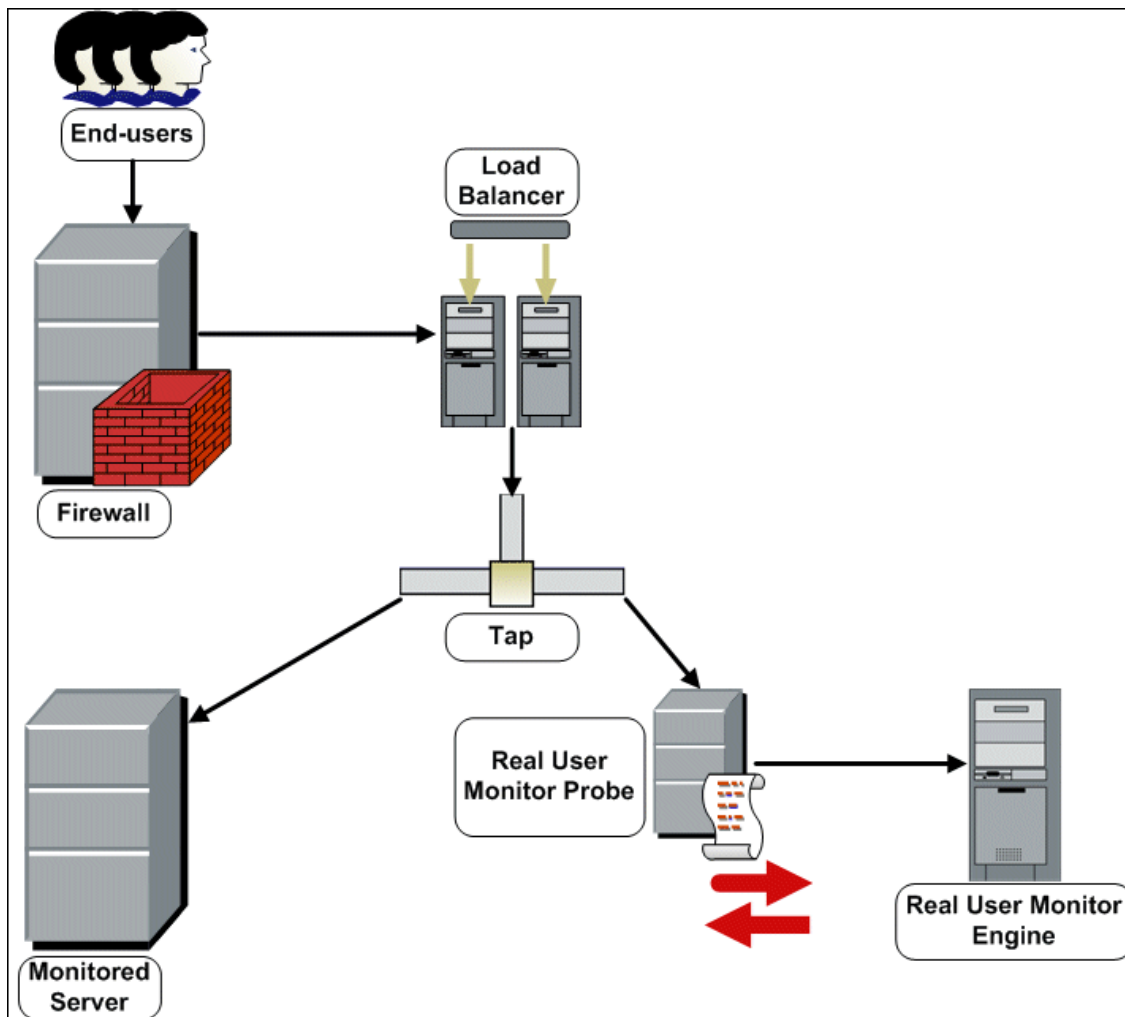 End-users
Load
Balancer
Firewall
Tap
Real User
Monitor Probe
Real User Monitor
Engine
Monitored
Server